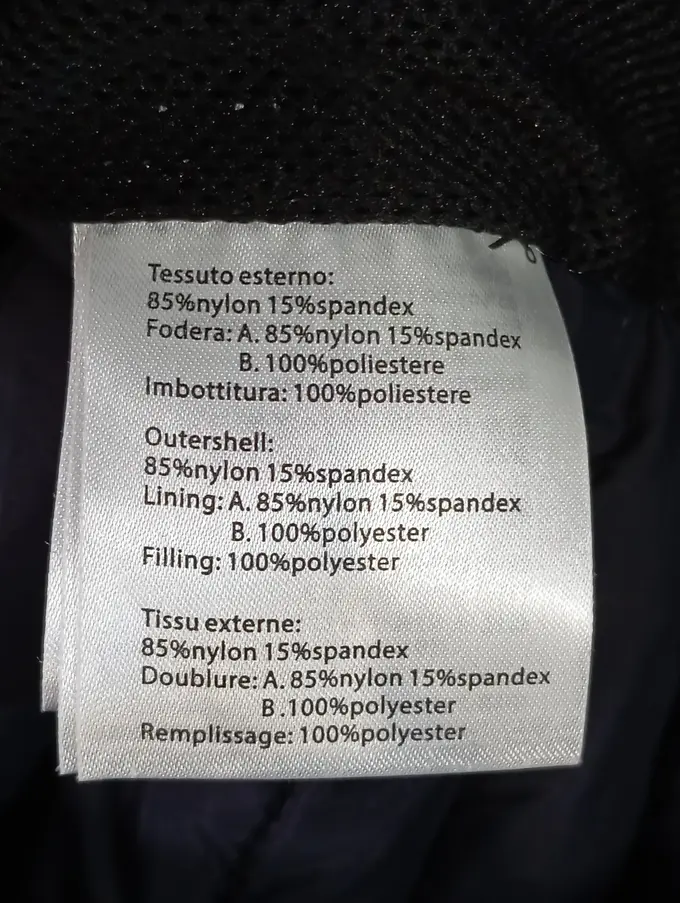 Tessuto esterno:
85%nylon 15%spandex
Fodera: A. 85%nylon 15%spandex
B. 100%poliestere
Imbottitura: 100%poliestere
Outershell:
85%nylon 15%spandex
Lining: A. 85%nylon 15%spandex
B. 100%polyester
Filling: 100%polyester
Tissu externe:
85%nylon 15%spandex
Doublure: A. 85%nylon 15%spandex
B .100%polyester
Remplissage: 100%polyester